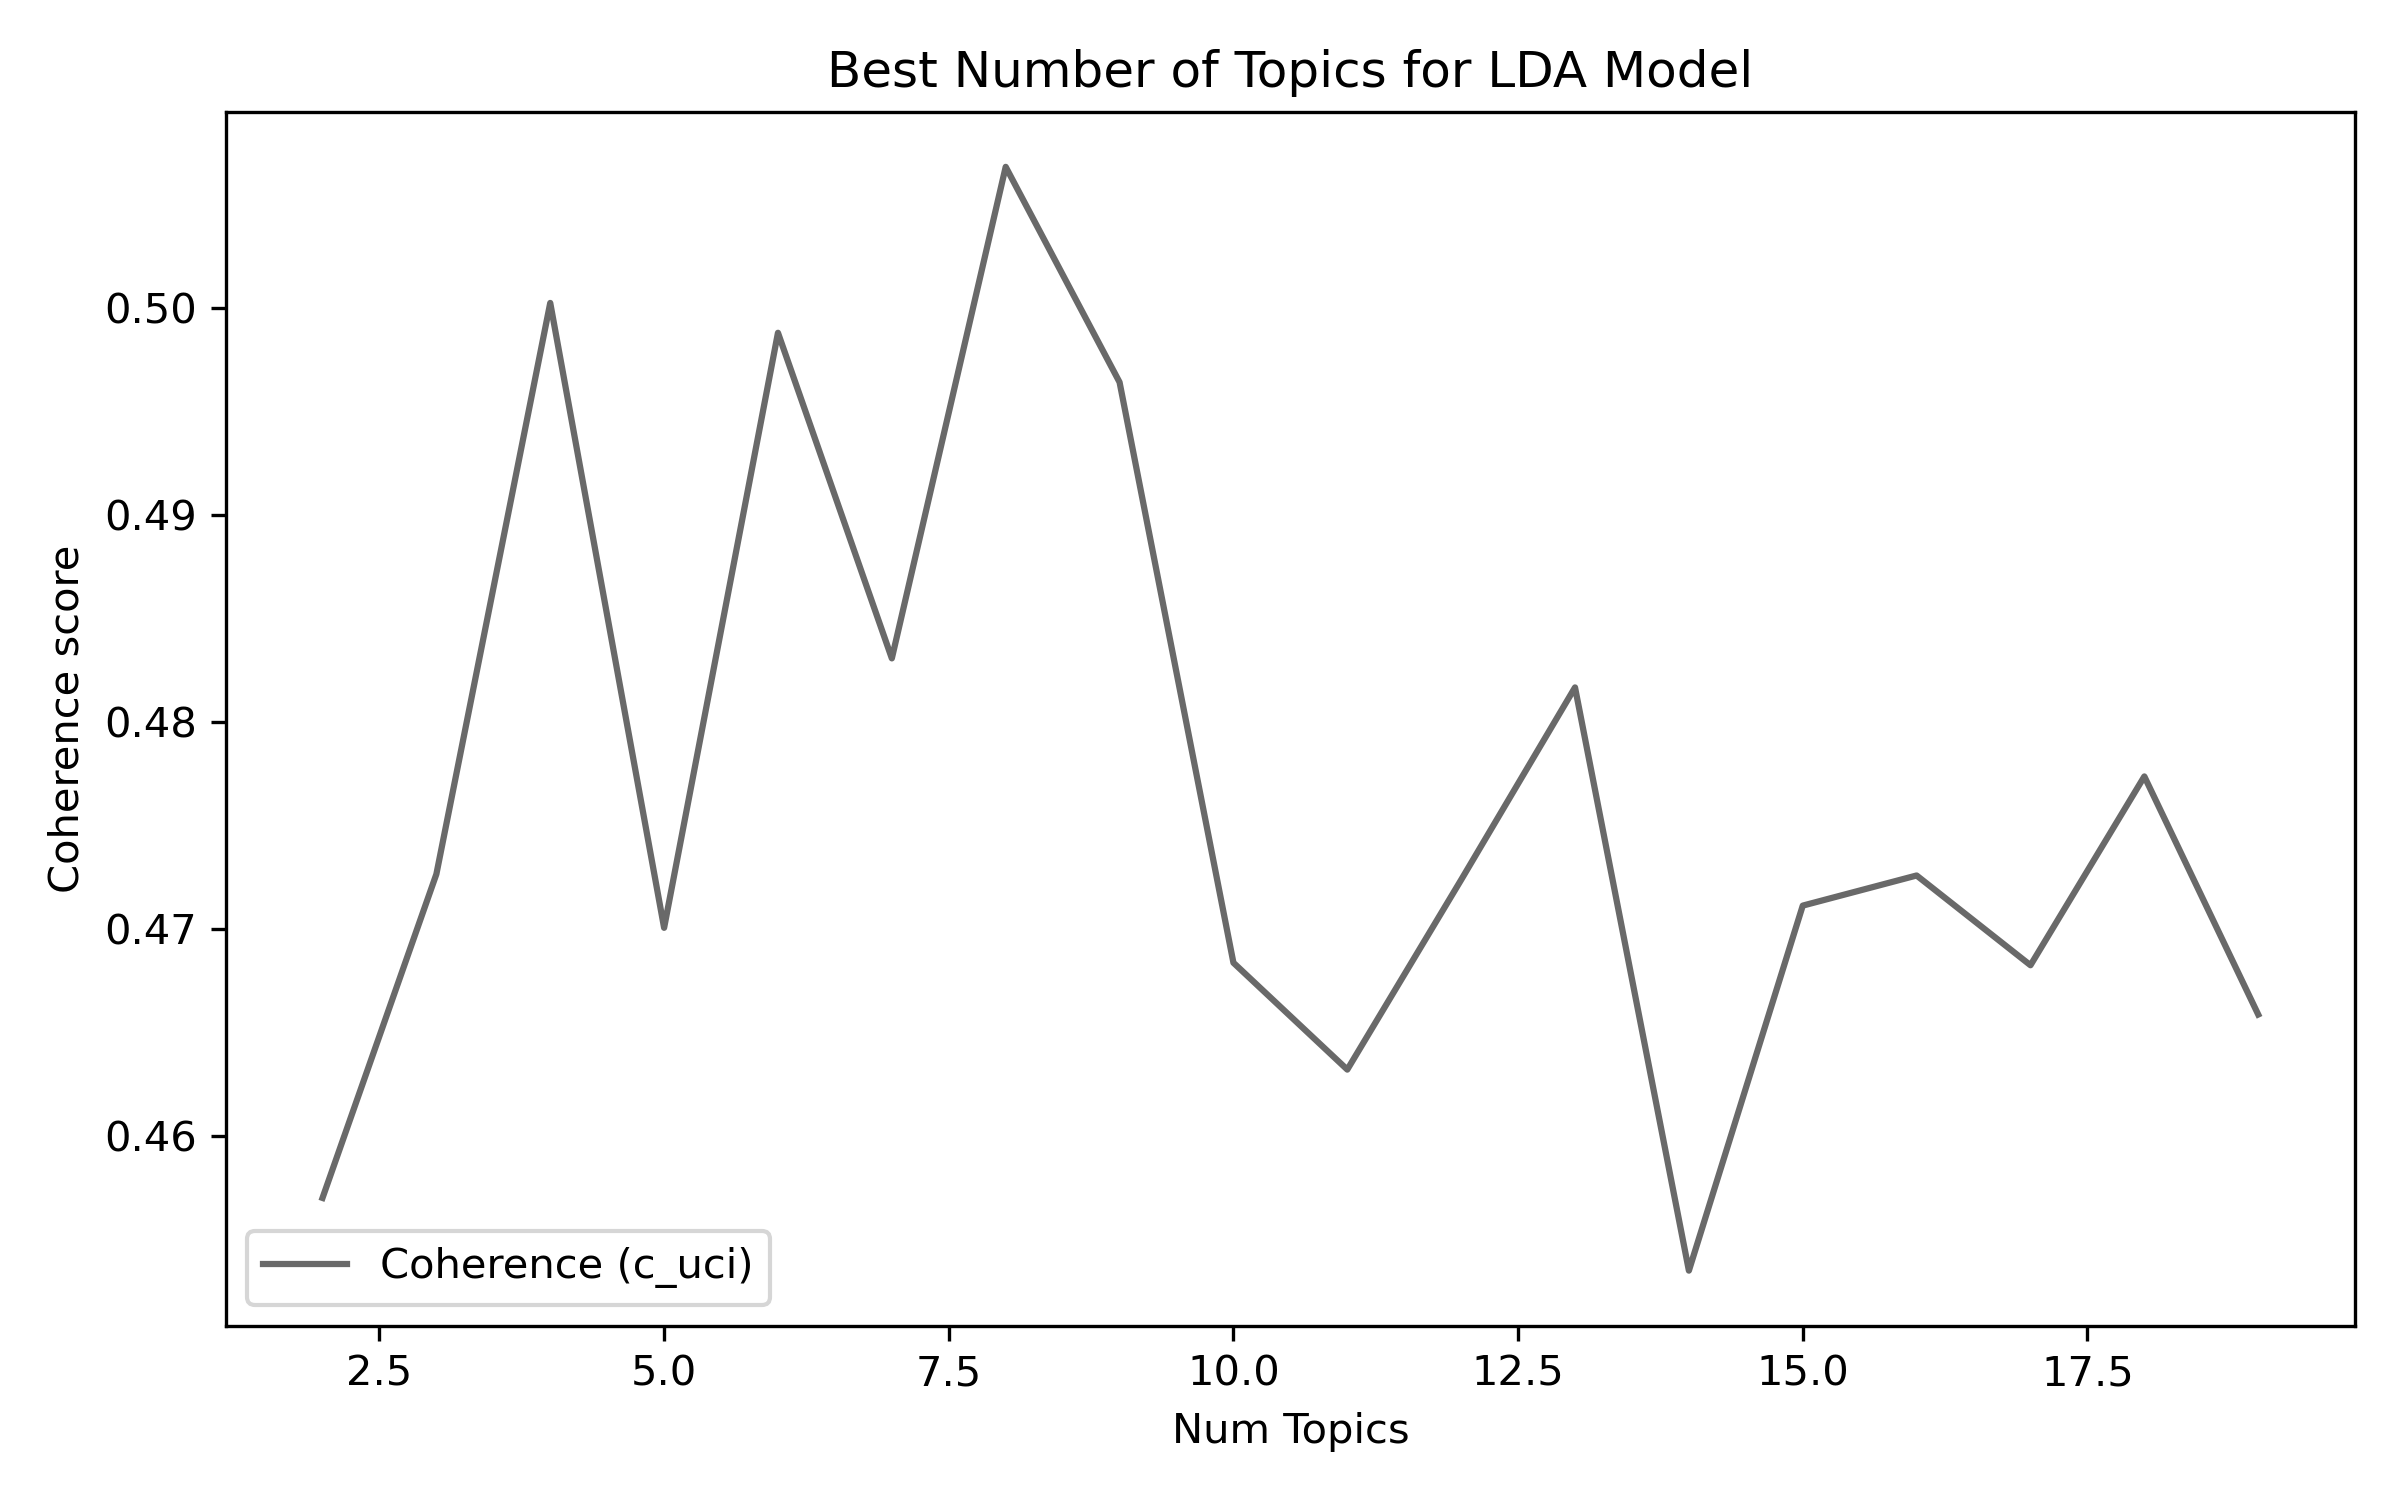 Best Number of Topics for LDA Model
0.50
0.49
0.48
0.47
0.46
Coherence score
Coherence (c_uci)
2.5 5.0 7.5 10.0 12.5 15.0 17.5
Num Topics